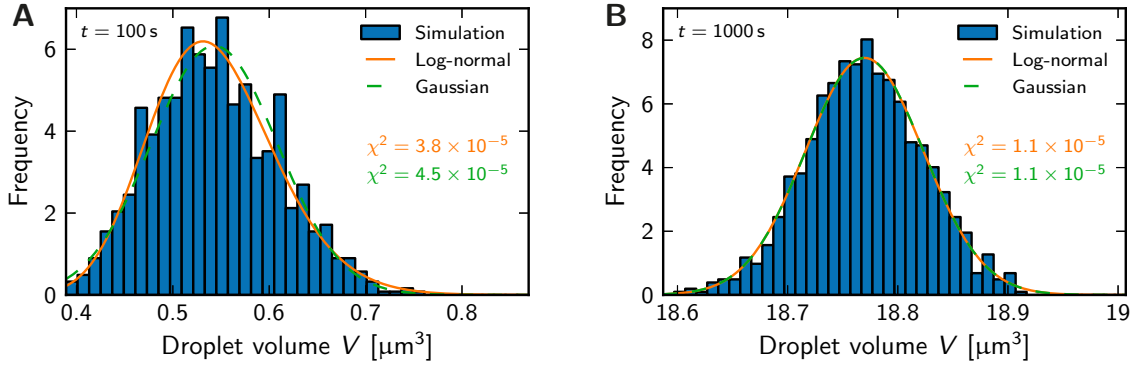 A
t = 100 s
Simulation
Log-normal
Gaussian
χ² = 3.8 × 10⁻⁵
χ² = 4.5 × 10⁻⁵
Frequency
0
2
4
6
0.4
0.5
0.6
0.7
0.8
Droplet volume V [μm³]
B
t = 1000 s
Simulation
Log-normal
Gaussian
χ² = 1.1 × 10⁻⁵
χ² = 1.1 × 10⁻⁵
Frequency
0
2
4
6
8
18.6
18.7
18.8
18.9
19
Droplet volume V [μm³]